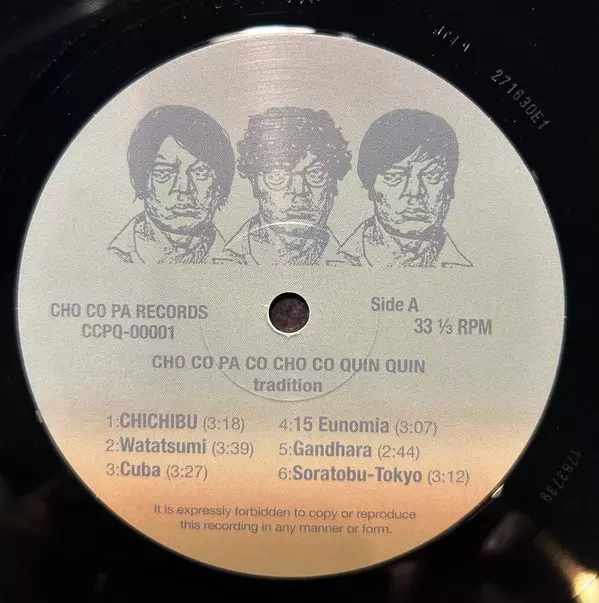 271630E1
CHO CO PA RECORDS
CCPQ-00001
Side A
33 ⅓ RPM
CHO CO PA CO CHO CO QUIN QUIN
tradition
1:CHICHIBU (3:18)
2:Watatsumi (3:39)
3:Cuba (3:27)
4:15 Eunomia (3:07)
5:Gandhara (2:44)
6:Soratobu-Tokyo (3:12)
It is expressly forbidden to copy or reproduce
this recording in any manner or form.